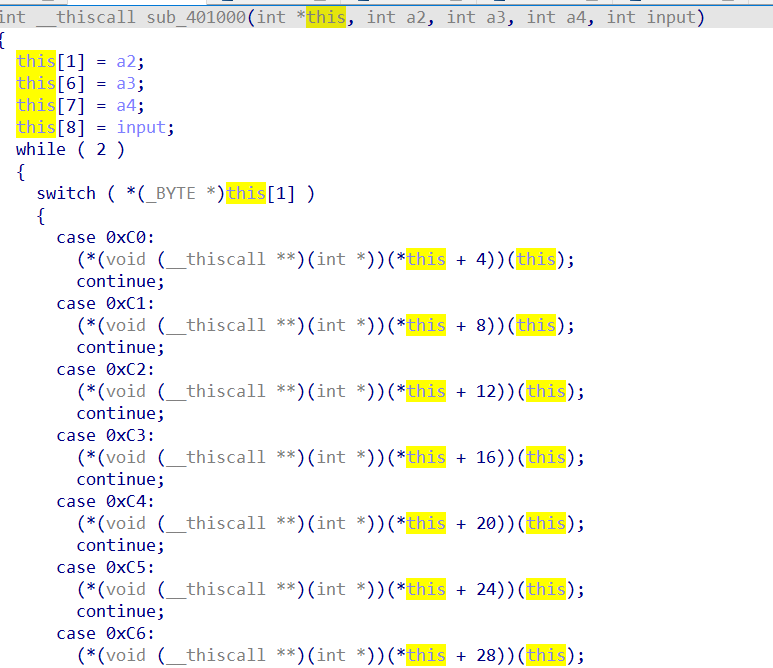 int __thiscall sub_401000(int *this, int a2, int a3, int a4, int input)
{
  this[1] = a2;
  this[6] = a3;
  this[7] = a4;
  this[8] = input;
  while ( 2 )
  {
    switch ( *(_BYTE *)this[1] )
    {
      case 0xC0:
        (*(void (__thiscall **)(int *))(*this + 4))(this);
        continue;
      case 0xC1:
        (*(void (__thiscall **)(int *))(*this + 8))(this);
        continue;
      case 0xC2:
        (*(void (__thiscall **)(int *))(*this + 12))(this);
        continue;
      case 0xC3:
        (*(void (__thiscall **)(int *))(*this + 16))(this);
        continue;
      case 0xC4:
        (*(void (__thiscall **)(int *))(*this + 20))(this);
        continue;
      case 0xC5:
        (*(void (__thiscall **)(int *))(*this + 24))(this);
        continue;
      case 0xC6:
        (*(void (__thiscall **)(int *))(*this + 28))(this);